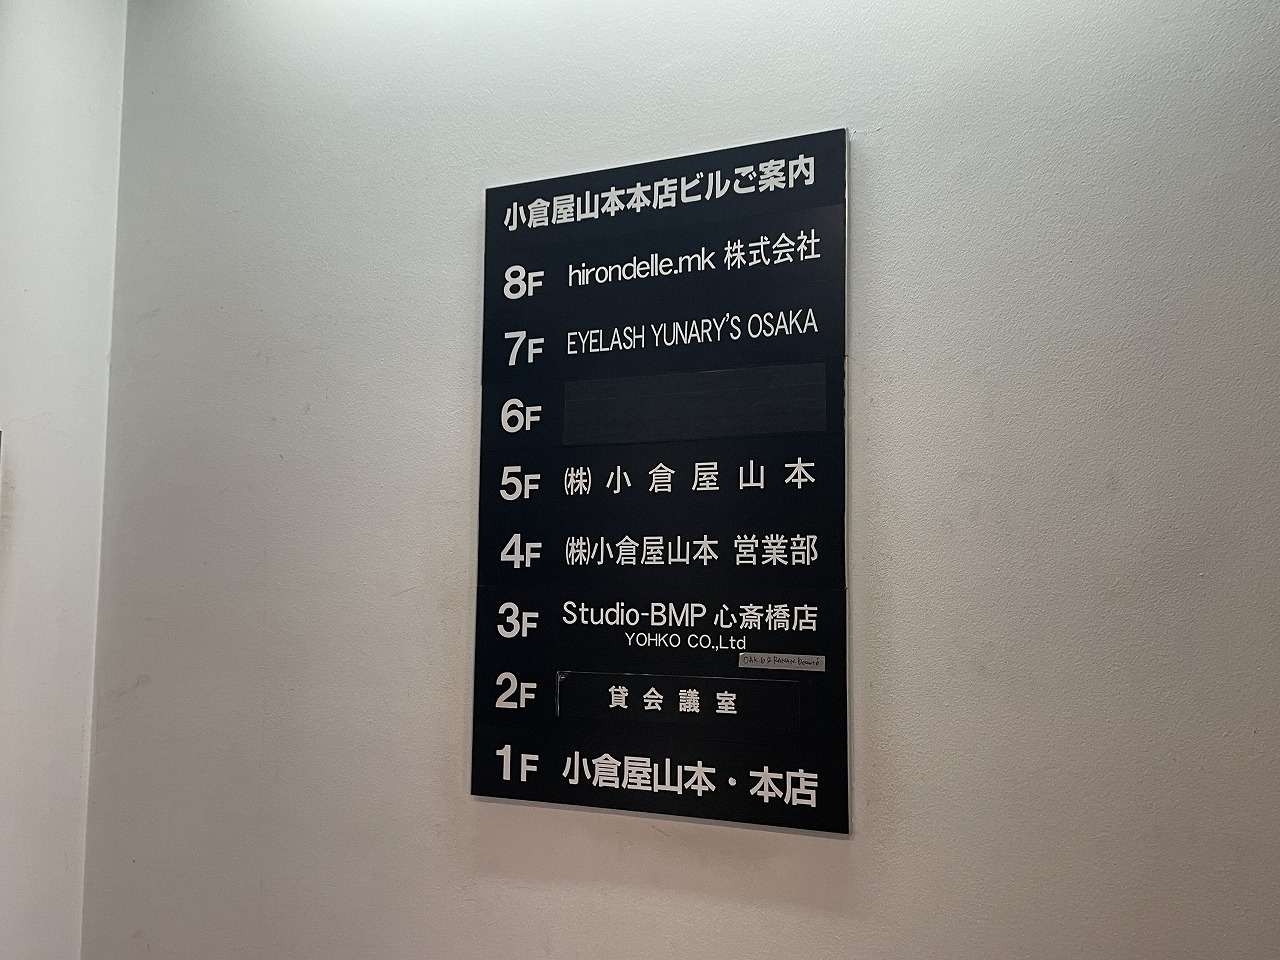 小倉屋山本本店ビルご案内
8F hirondelle.mk 株式会社
7F EYELASH YUNARY'S OSAKA
6F
5F ㈱ 小倉屋山本
4F ㈱小倉屋山本 営業部
3F Studio-BMP 心斎橋店
YOHKO CO.,Ltd
2F 貸会議室
1F 小倉屋山本・本店